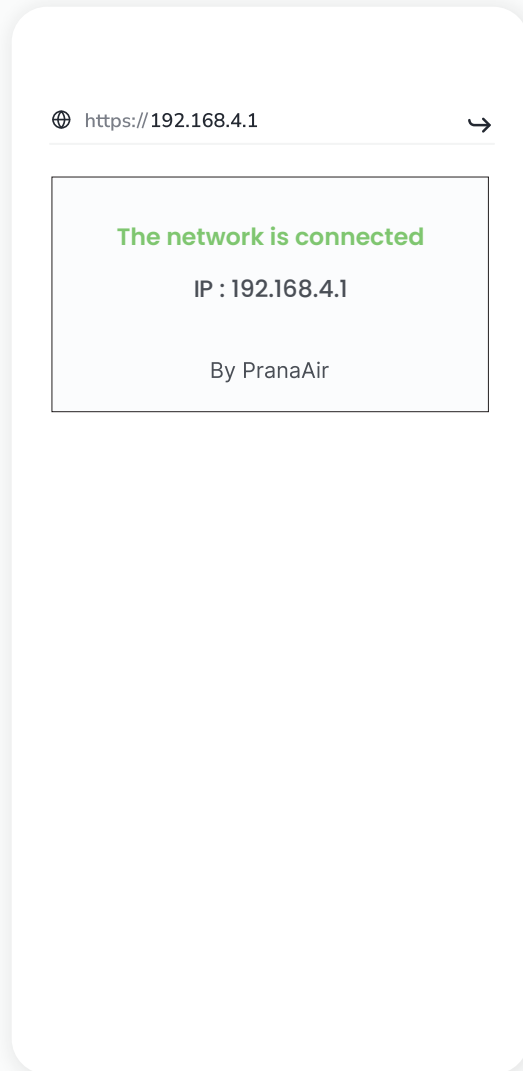 https://192.168.4.1
The network is connected
IP : 192.168.4.1
By PranaAir